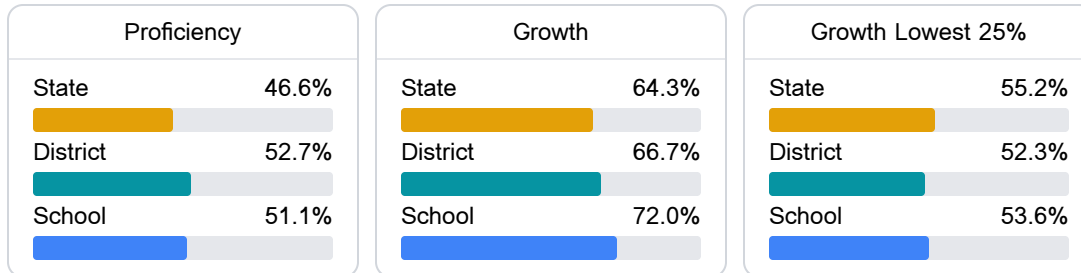 Proficiency
State 46.6%
District 52.7%
School 51.1%
Growth
State 64.3%
District 66.7%
School 72.0%
Growth Lowest 25%
State 55.2%
District 52.3%
School 53.6%